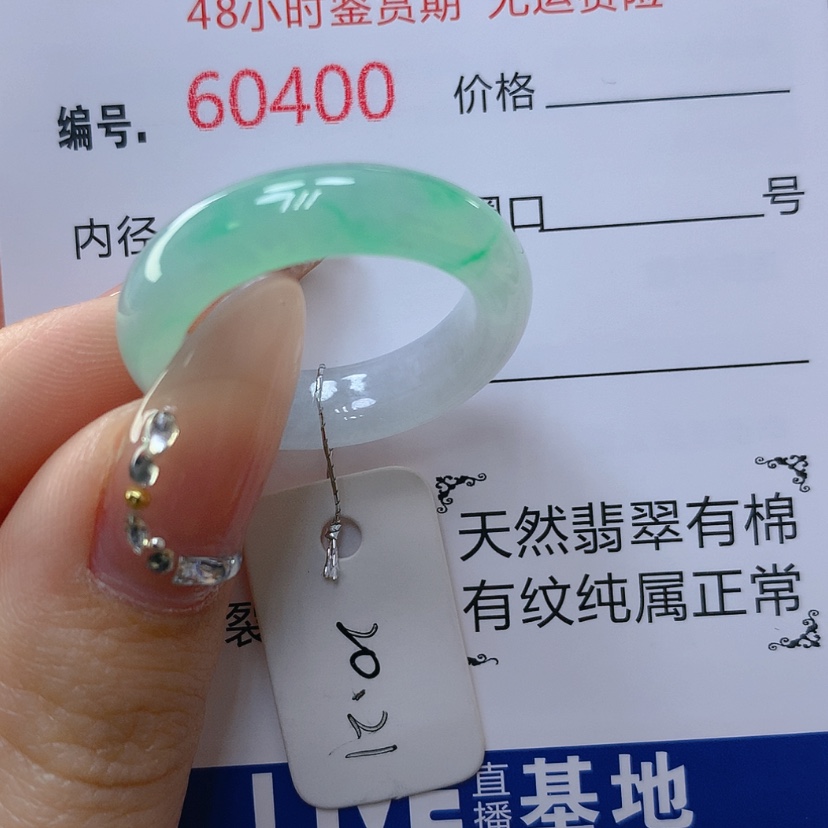 48小时鉴赏期 无运费险
编号. 60400 价格
内径 圈口 号
天然翡翠有棉
裂 有纹纯属正常
20.21
LIVE 直播 基地